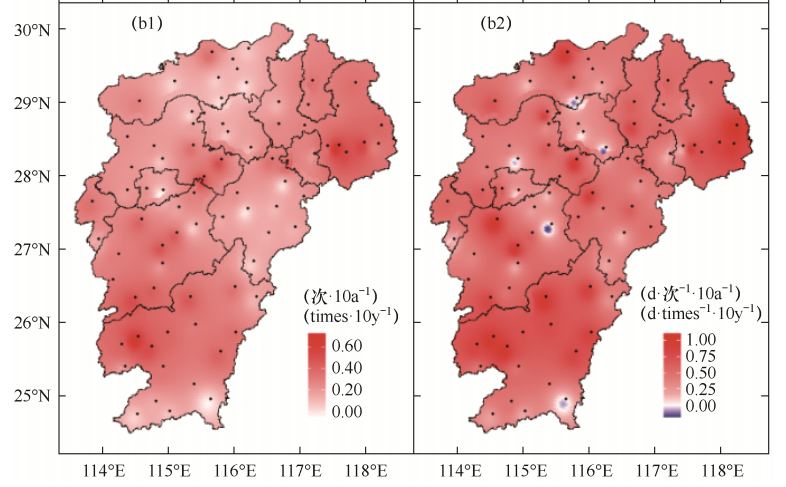 (b1)
(b2)
30°N
29°N
28°N
27°N
26°N
25°N
(次·10a⁻¹)
(times·10y⁻¹)
0.60
0.40
0.20
0.00
(d·次⁻¹·10a⁻¹)
(d·times⁻¹·10y⁻¹)
1.00
0.75
0.50
0.25
0.00
114°E 115°E 116°E 117°E 118°E
114°E 115°E 116°E 117°E 118°E